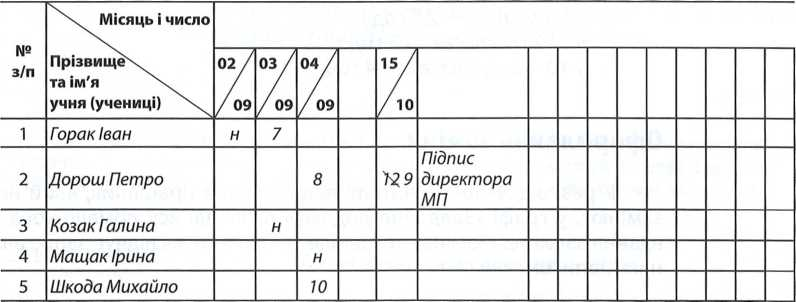 Місяць і число
№ з/п
Прізвище та ім’я учня (учениці)
02 03 04 15
09 09 09 10
1 Горак Іван н 7
2 Дорош Петро 8 12 9 Підпис директора МП
3 Козак Галина н
4 Мащак Ірина н
5 Шкода Михайло 10